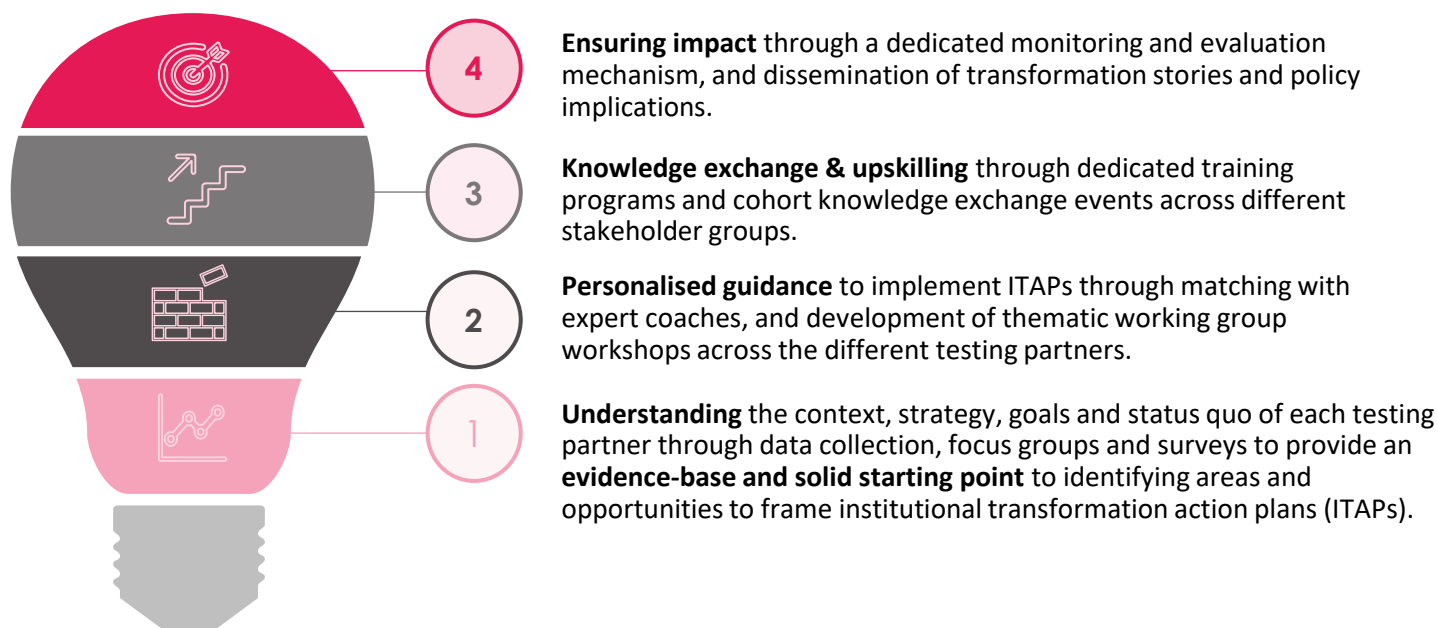 4
Ensuring impact through a dedicated monitoring and evaluation
mechanism, and dissemination of transformation stories and policy
implications.
3
Knowledge exchange & upskilling through dedicated training
programs and cohort knowledge exchange events across different
stakeholder groups.
2
Personalised guidance to implement ITAPs through matching with
expert coaches, and development of thematic working group
workshops across the different testing partners.
1
Understanding the context, strategy, goals and status quo of each testing
partner through data collection, focus groups and surveys to provide an
evidence-base and solid starting point to identifying areas and
opportunities to frame institutional transformation action plans (ITAPs).